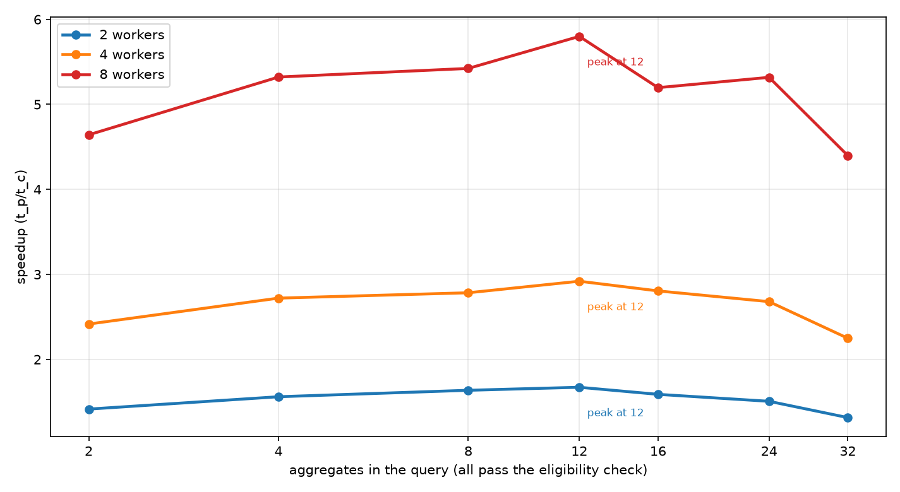 6
5
4
3
2
speedup (t_p/t_c)
2 workers
4 workers
8 workers
peak at 12
peak at 12
peak at 12
2 4 8 12 16 24 32
aggregates in the query (all pass the eligibility check)